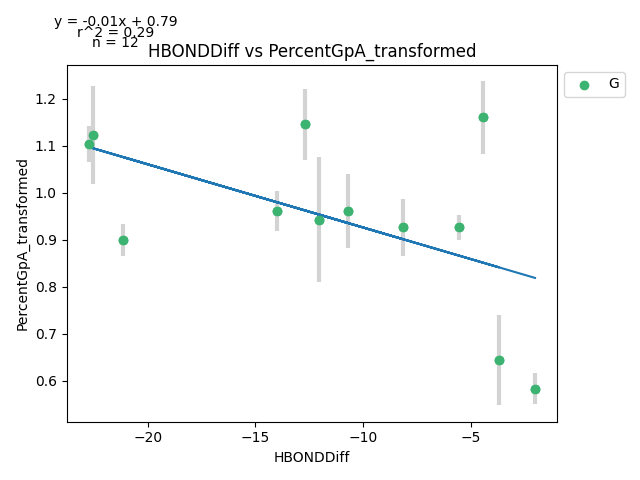 y = -0.01x + 0.79
r^2 = 0.29
n = 12
HBONDDiff vs PercentGpA_transformed
G
PercentGpA_transformed
1.2
1.1
1.0
0.9
0.8
0.7
0.6
−20
−15
−10
−5
HBONDDiff